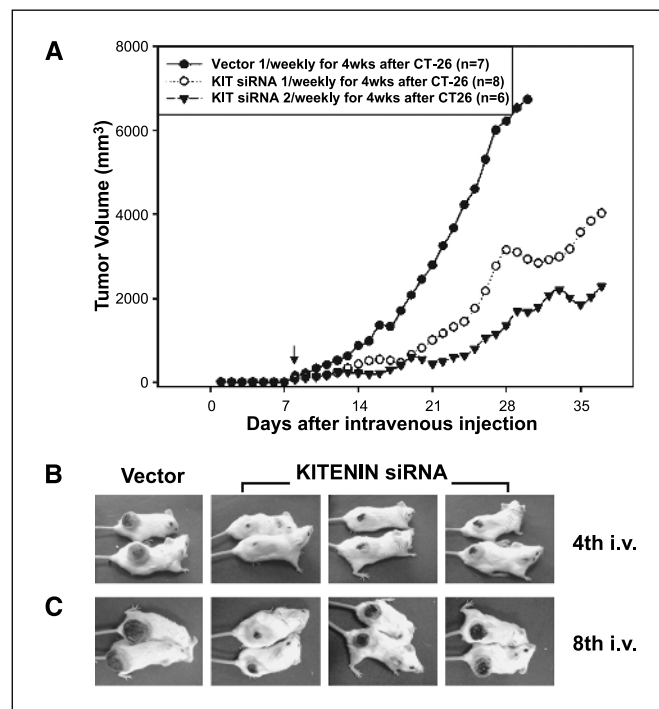 A
8000
Vector 1/weekly for 4wks after CT-26 (n=7)
KIT siRNA 1/weekly for 4wks after CT-26 (n=8)
KIT siRNA 2/weekly for 4wks after CT26 (n=6)
6000
4000
2000
0
Tumor Volume (mm³)
0 7 14 21 28 35
Days after intravenous injection
B
Vector
KITENIN siRNA
4th i.v.
C
8th i.v.